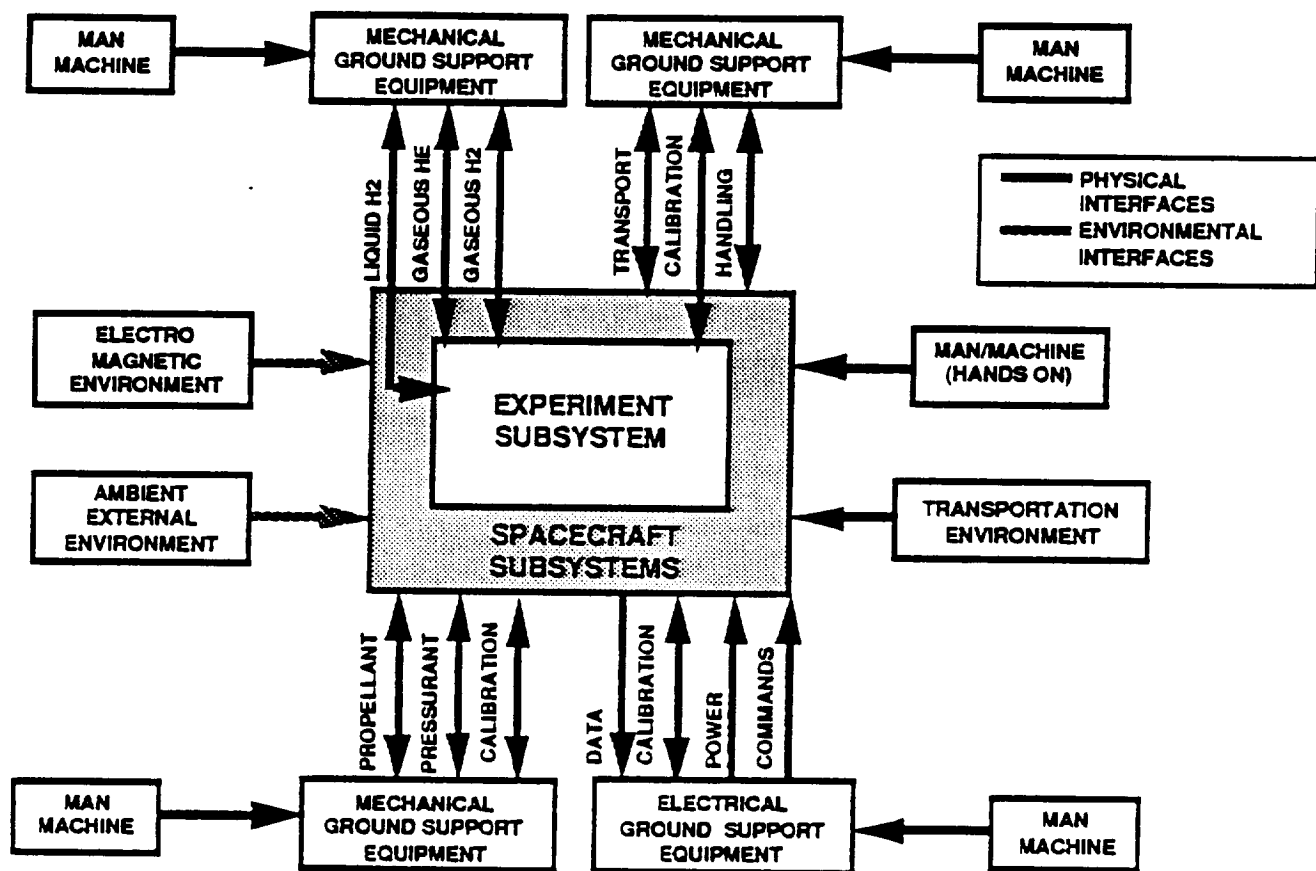 MAN
MACHINE
MECHANICAL
GROUND SUPPORT
EQUIPMENT
MECHANICAL
GROUND SUPPORT
EQUIPMENT
MAN
MACHINE
LIQUID H2
GASEOUS HE
GASEOUS H2
TRANSPORT
CALIBRATION
HANDLING
PHYSICAL
INTERFACES
ENVIRONMENTAL
INTERFACES
ELECTRO
MAGNETIC
ENVIRONMENT
MAN/MACHINE
(HANDS ON)
EXPERIMENT
SUBSYSTEM
AMBIENT
EXTERNAL
ENVIRONMENT
TRANSPORTATION
ENVIRONMENT
SPACECRAFT
SUBSYSTEMS
PROPELLANT
PRESSURANT
CALIBRATION
DATA
CALIBRATION
POWER
COMMANDS
MAN
MACHINE
MECHANICAL
GROUND SUPPORT
EQUIPMENT
ELECTRICAL
GROUND SUPPORT
EQUIPMENT
MAN
MACHINE